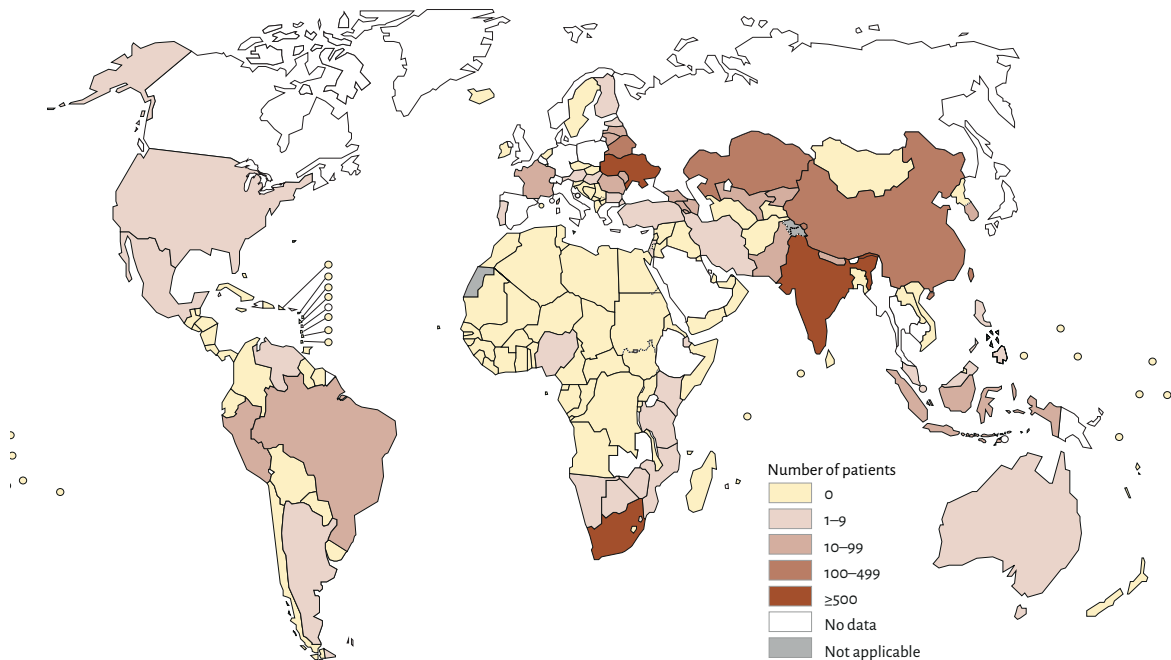 Number of patients
0
1–9
10–99
100–499
≥500
No data
Not applicable